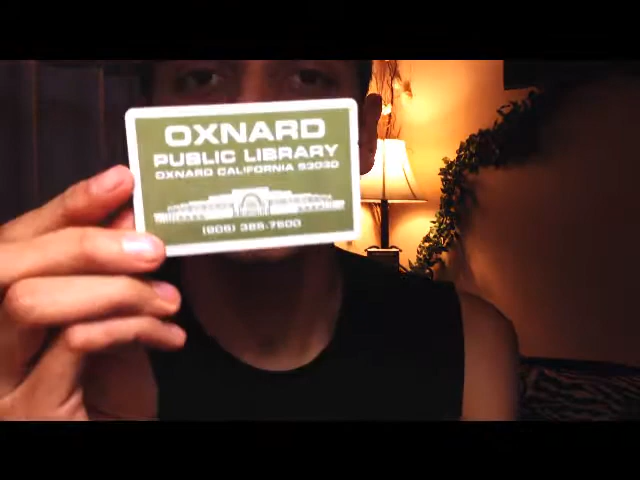 OXNARD
PUBLIC LIBRARY
OXNARD CALIFORNIA 93030
(805) 385-7500